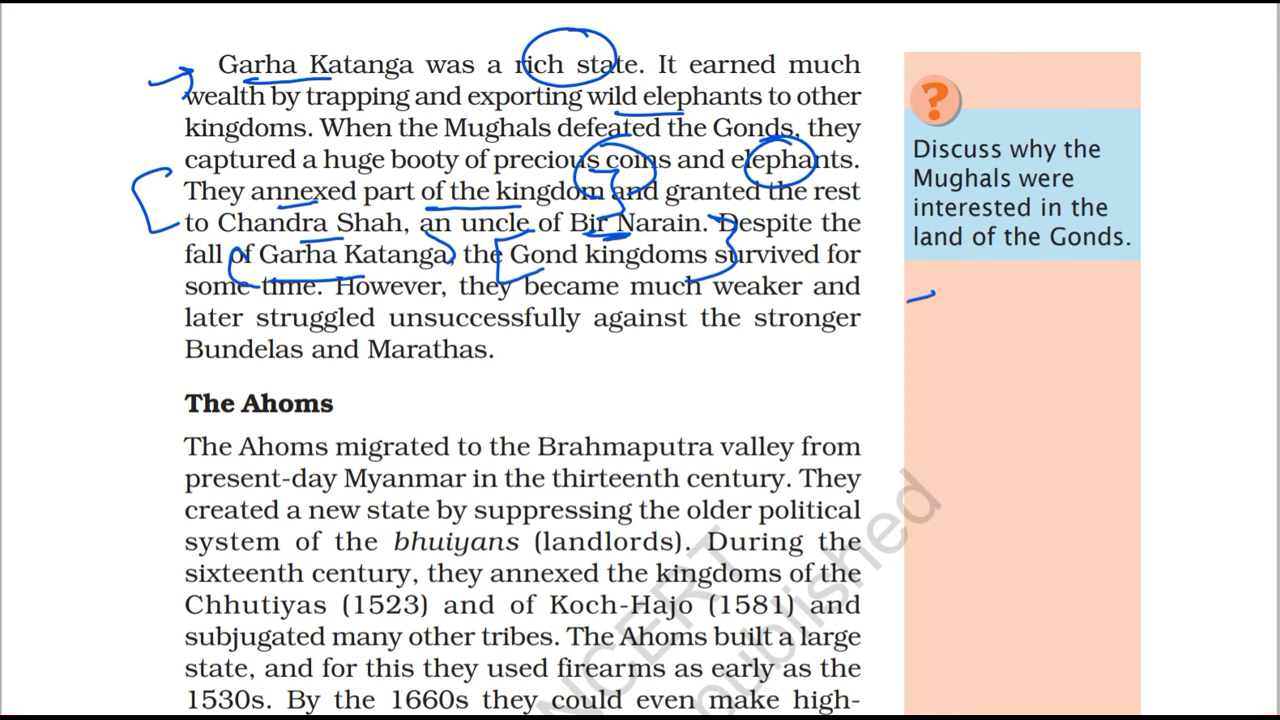 Garha Katanga was a rich state. It earned much
wealth by trapping and exporting wild elephants to other
kingdoms. When the Mughals defeated the Gonds, they
captured a huge booty of precious coins and elephants.
They annexed part of the kingdom and granted the rest
to Chandra Shah, an uncle of Bir Narain. Despite the
fall of Garha Katanga, the Gond kingdoms survived for
some time. However, they became much weaker and
later struggled unsuccessfully against the stronger
Bundelas and Marathas.
The Ahoms
The Ahoms migrated to the Brahmaputra valley from
present-day Myanmar in the thirteenth century. They
created a new state by suppressing the older political
system of the bhuiyans (landlords). During the
sixteenth century, they annexed the kingdoms of the
Chhutiyas (1523) and of Koch-Hajo (1581) and
subjugated many other tribes. The Ahoms built a large
state, and for this they used firearms as early as the
1530s. By the 1660s they could even make high-
?
Discuss why the
Mughals were
interested in the
land of the Gonds.
NCERT
published